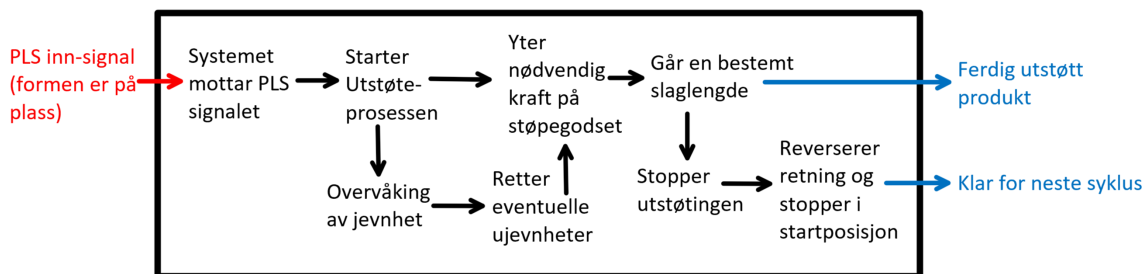 PLS inn-signal
(formen er på
plass)
Systemet
mottar PLS
signalet
Starter
Utstøte-
prosessen
Yter
nødvendig
kraft på
støpegodset
Går en bestemt
slaglengde
Ferdig utstøtt
produkt
Overvåking
av jevnhet
Retter
eventuelle
ujevnheter
Stopper
utstøtingen
Reverserer
retning og
stopper i
startposisjon
Klar for neste syklus